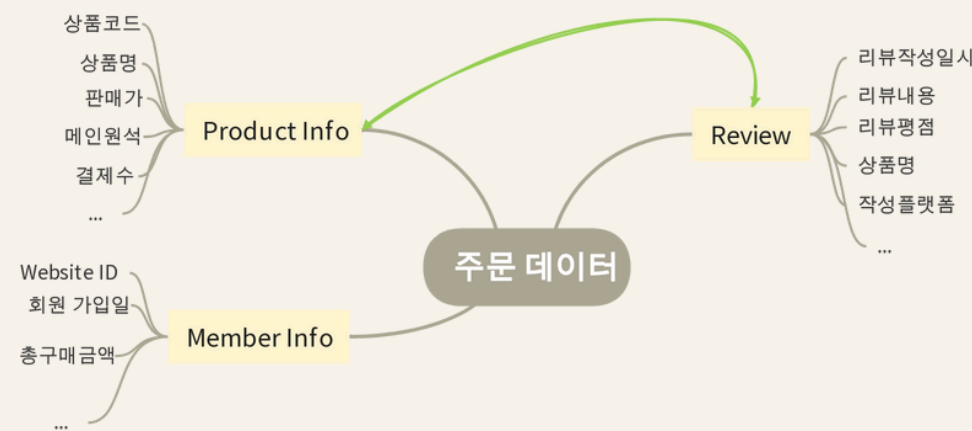 상품코드
상품명
판매가
메인원석
결제수
...
Product Info
Website ID
회원 가입일
총구매금액
...
Member Info
주문 데이터
Review
리뷰작성일시
리뷰내용
리뷰평점
상품명
작성플랫폼
...